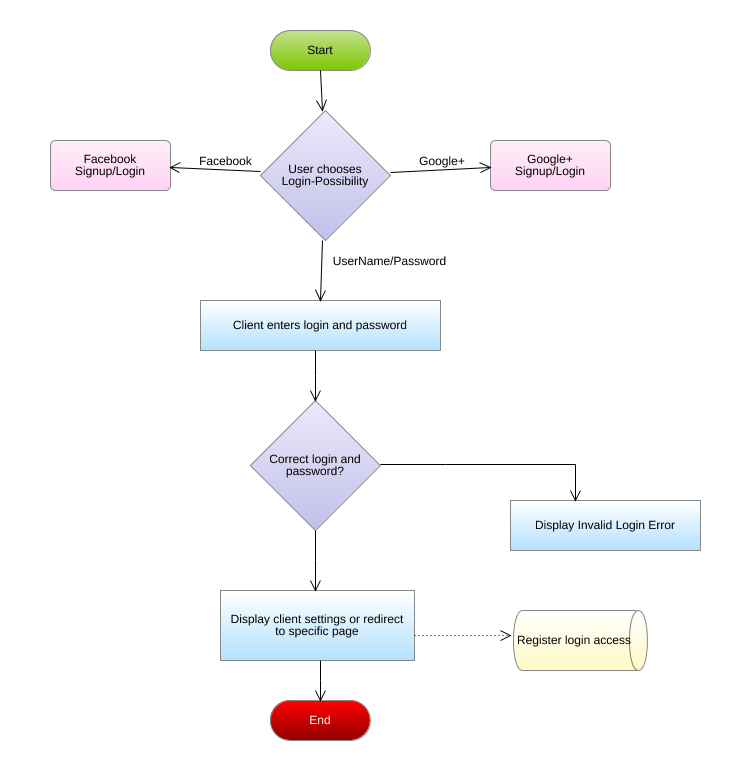 Start
User chooses
Login-Possibility
Facebook
Facebook
Signup/Login
Google+
Google+
Signup/Login
UserName/Password
Client enters login and password
Correct login and
password?
Display Invalid Login Error
Display client settings or redirect
to specific page
Register login access
End